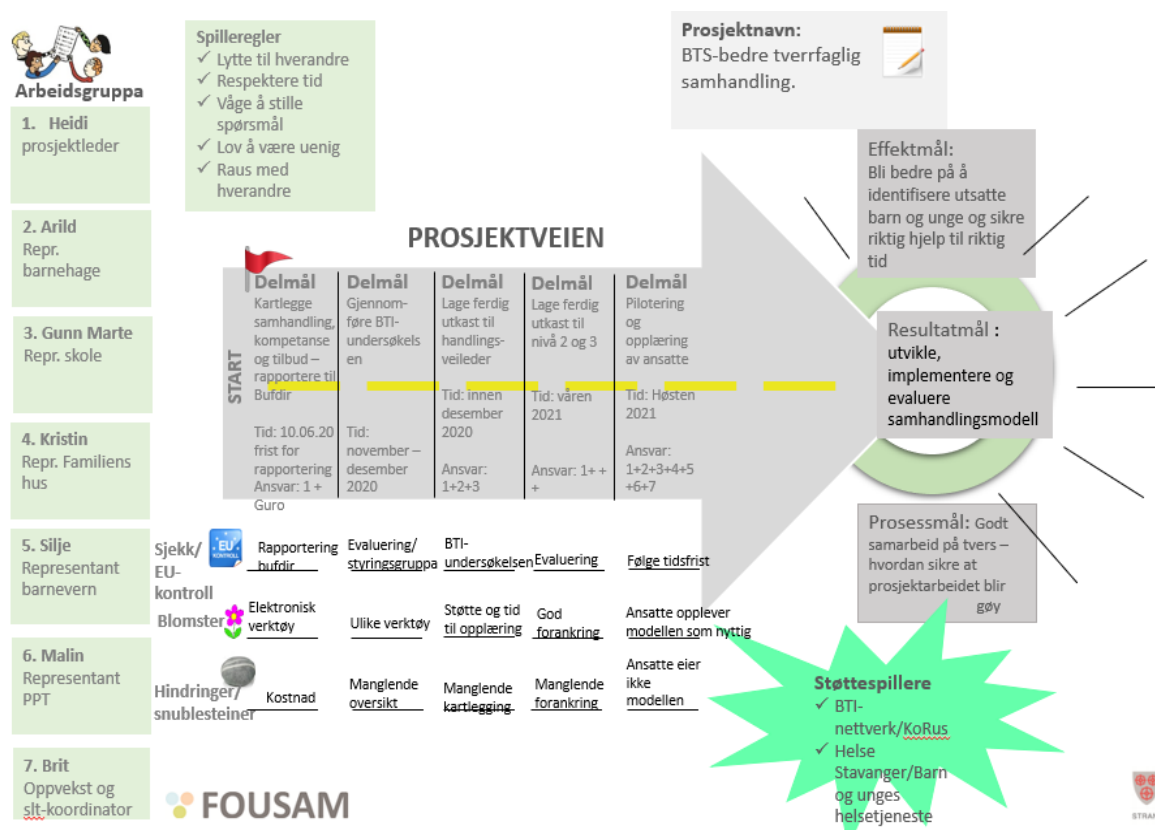 Arbeidsgruppa
1. Heidi
prosjektleder
2. Arild
Repr.
barnehage
3. Gunn Marte
Repr. skole
4. Kristin
Repr. Familiens
hus
5. Silje
Representant
barnevern
6. Malin
Representant
PPT
7. Brit
Oppvekst og
slt-koordinator
Spilleregler
✓ Lytte til hverandre
✓ Respektere tid
✓ Våge å stille
spørsmål
✓ Lov å være uenig
✓ Raus med
hverandre
Prosjektnavn:
BTS-bedre tverrfaglig
samhandling.
PROSJEKTVEIEN
START
Delmål
Kartlegge
samhandling,
kompetanse
og tilbud –
rapportere til
Bufdir
Tid: 10.06.20
frist for
rapportering
Ansvar: 1 +
Guro
Delmål
Gjennom-
føre BTI-
undersøkels
en
Tid:
november –
desember
2020
Delmål
Lage ferdig
utkast til
handlings-
veileder
Tid: innen
desember
2020
Ansvar:
1+2+3
Delmål
Lage ferdig
utkast til
nivå 2 og 3
Tid: våren
2021
Ansvar: 1+ +
+
Delmål
Pilotering
og
opplæring
av ansatte
Tid: Høsten
2021
Ansvar:
1+2+3+4+5
+6+7
Effektmål:
Bli bedre på å
identifisere utsatte
barn og unge og sikre
riktig hjelp til riktig
tid
Resultatmål :
utvikle,
implementere og
evaluere
samhandlingsmodell
Prosessmål: Godt
samarbeid på tvers –
hvordan sikre at
prosjektarbeidet blir
gøy
Sjekk/
EU-
kontroll
EU
KONTROLL
Rapportering
bufdir
Evaluering/
styringsgruppa
BTI-
undersøkelsen
Evaluering
Følge tidsfrist
Blomster
Elektronisk
verktøy
Ulike verktøy
Støtte og tid
til opplæring
God
forankring
Ansatte opplever
modellen som nyttig
Hindringer/
snublesteiner
Kostnad
Manglende
oversikt
Manglende
kartlegging
Manglende
forankring
Ansatte eier
ikke
modellen
Støttespillere
✓ BTI-
nettverk/KoRus
✓ Helse
Stavanger/Barn
og unges
helsetjeneste
FOUSAM